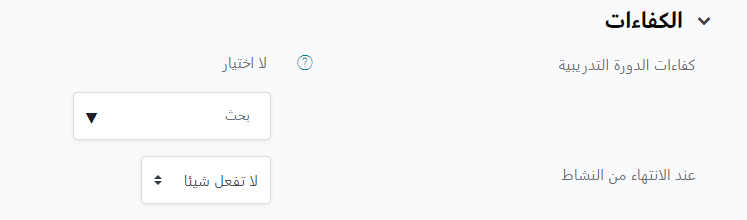 الكفاءات
كفاءات الدورة التدريبية
لا اختيار
بحث
عند الانتهاء من النشاط
لا تفعل شيئا